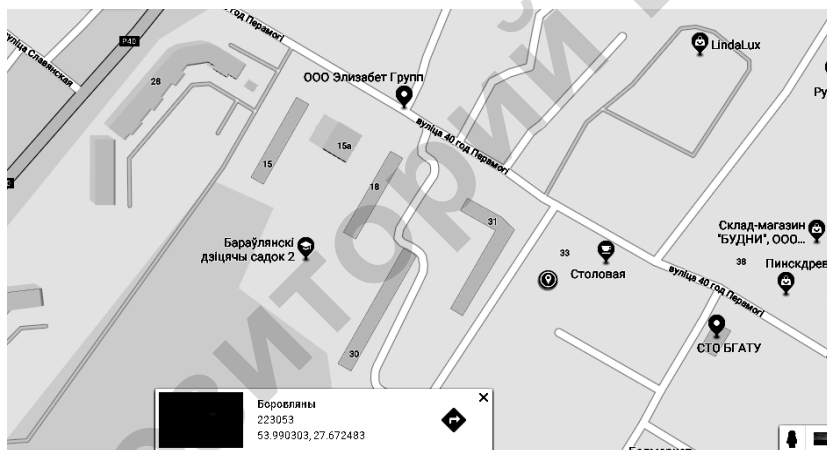 P40
вуліца 40 год Перамогі
LindaLux
вуліца Славянская
28
ООО Элизабет Групп
Ру
вуліца 40 год Перамогі
15
15а
18
31
Бараўлянскі
дзіцячы садок 2
33
Столовая
Склад-магазин
"БУДНИ", ООО...
38
Пинскдрев
вуліца 40 год Перамогі
СТО БГАТУ
30
Боровляны
223053
53.990303, 27.672483